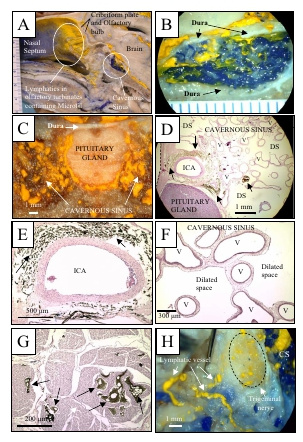 A
Cribriform plate and Olfactory
bulb
Nasal
Septum
Brain
Lymphatics in
olfactory turbinates
containing Microfil
Cavernous
Sinus
B
Dura
Dura
C
Dura
PITUITARY
GLAND
CAVERNOUS SINUS
1 mm
D
DS
CAVERNOUS SINUS
DS
V
V
V
V
V
ICA
DS
PITUITARY
GLAND
1 mm
E
ICA
500 µm
F
CAVERNOUS SINUS
V
V
V
Dilated
space
V
Dilated
space
V
V
300 µm
G
200 µm
H
CS
Lymphatic vessel
Trigeminal
nerve
1 mm